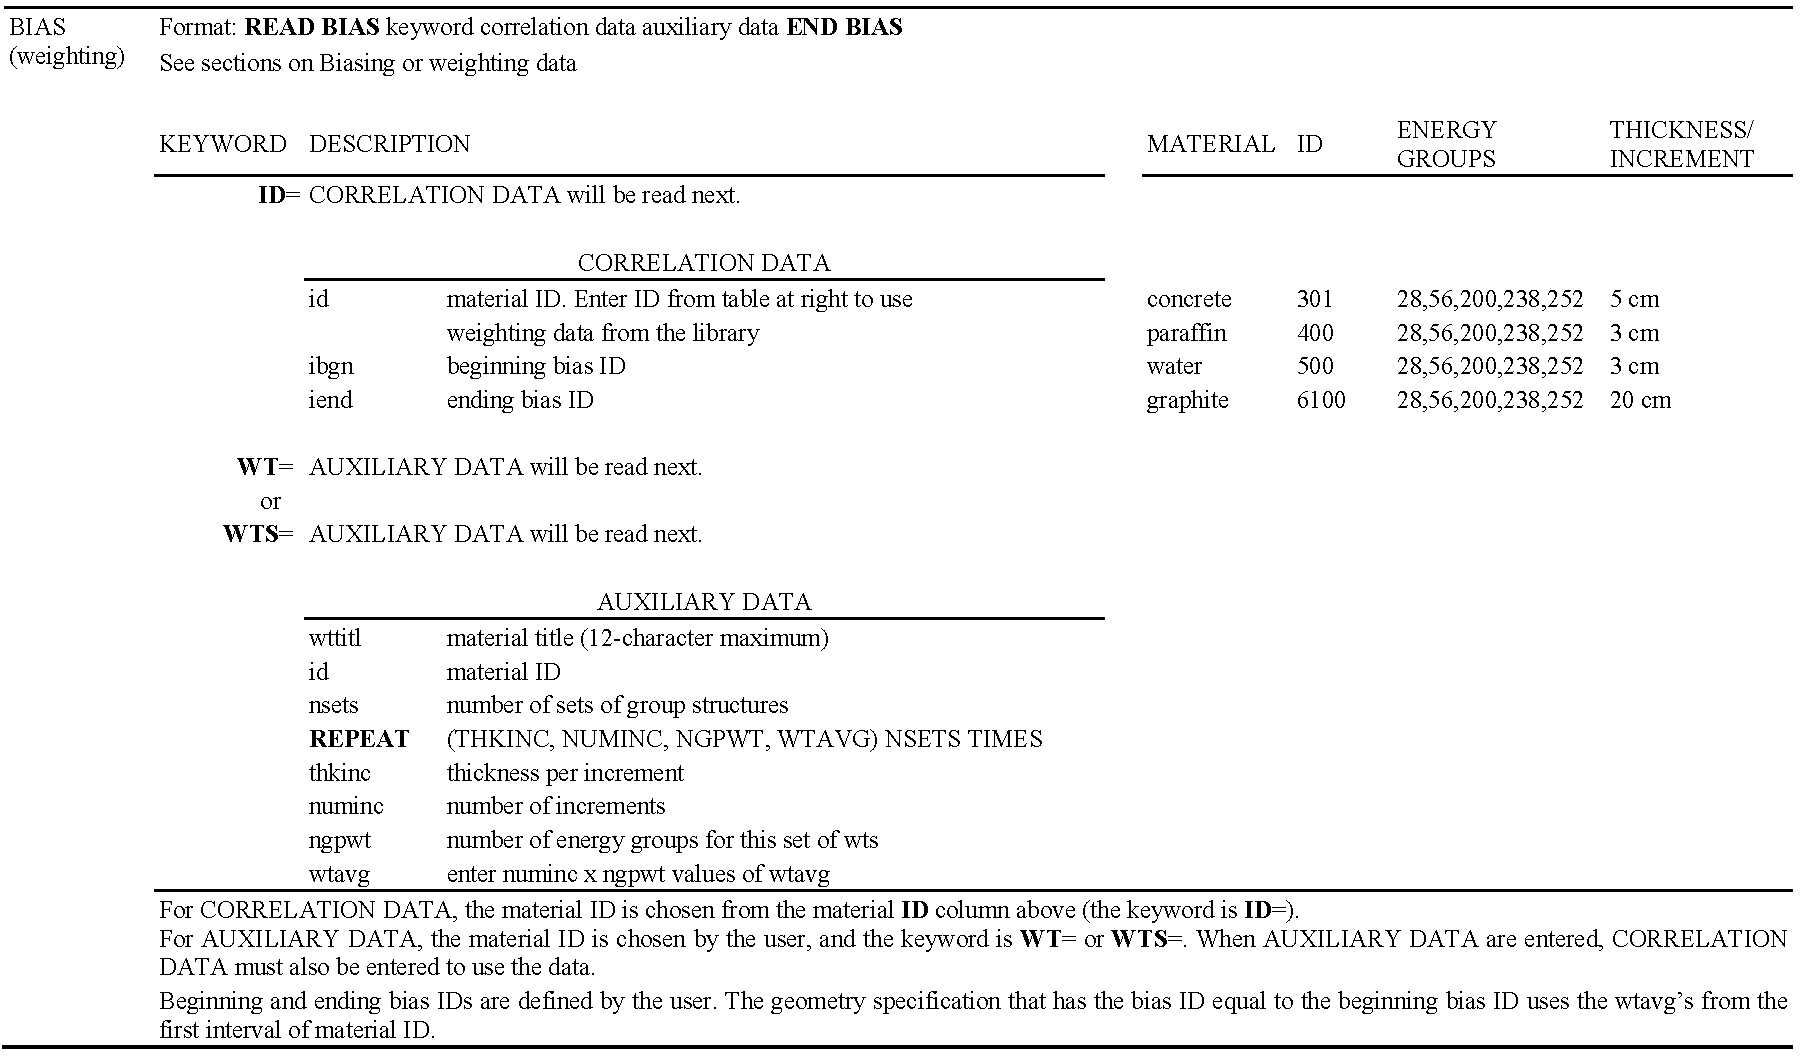 BIAS Format: READ BIAS keyword correlation data auxiliary data END BIAS
(weighting) See sections on Biasing or weighting data
KEYWORD DESCRIPTION MATERIAL ID ENERGY GROUPS THICKNESS/ INCREMENT
ID= CORRELATION DATA will be read next.
CORRELATION DATA
id material ID. Enter ID from table at right to use concrete 301 28,56,200,238,252 5 cm
weighting data from the library paraffin 400 28,56,200,238,252 3 cm
ibgn beginning bias ID water 500 28,56,200,238,252 3 cm
iend ending bias ID graphite 6100 28,56,200,238,252 20 cm
WT= AUXILIARY DATA will be read next.
or
WTS= AUXILIARY DATA will be read next.
AUXILIARY DATA
wttitl material title (12-character maximum)
id material ID
nsets number of sets of group structures
REPEAT (THKINC, NUMINC, NGPWT, WTAVG) NSETS TIMES
thkinc thickness per increment
numinc number of increments
ngpwt number of energy groups for this set of wts
wtavg enter numinc x ngpwt values of wtavg
For CORRELATION DATA, the material ID is chosen from the material ID column above (the keyword is ID=).
For AUXILIARY DATA, the material ID is chosen by the user, and the keyword is WT= or WTS=. When AUXILIARY DATA are entered, CORRELATION
DATA must also be entered to use the data.
Beginning and ending bias IDs are defined by the user. The geometry specification that has the bias ID equal to the beginning bias ID uses the wtavg’s from the
first interval of material ID.